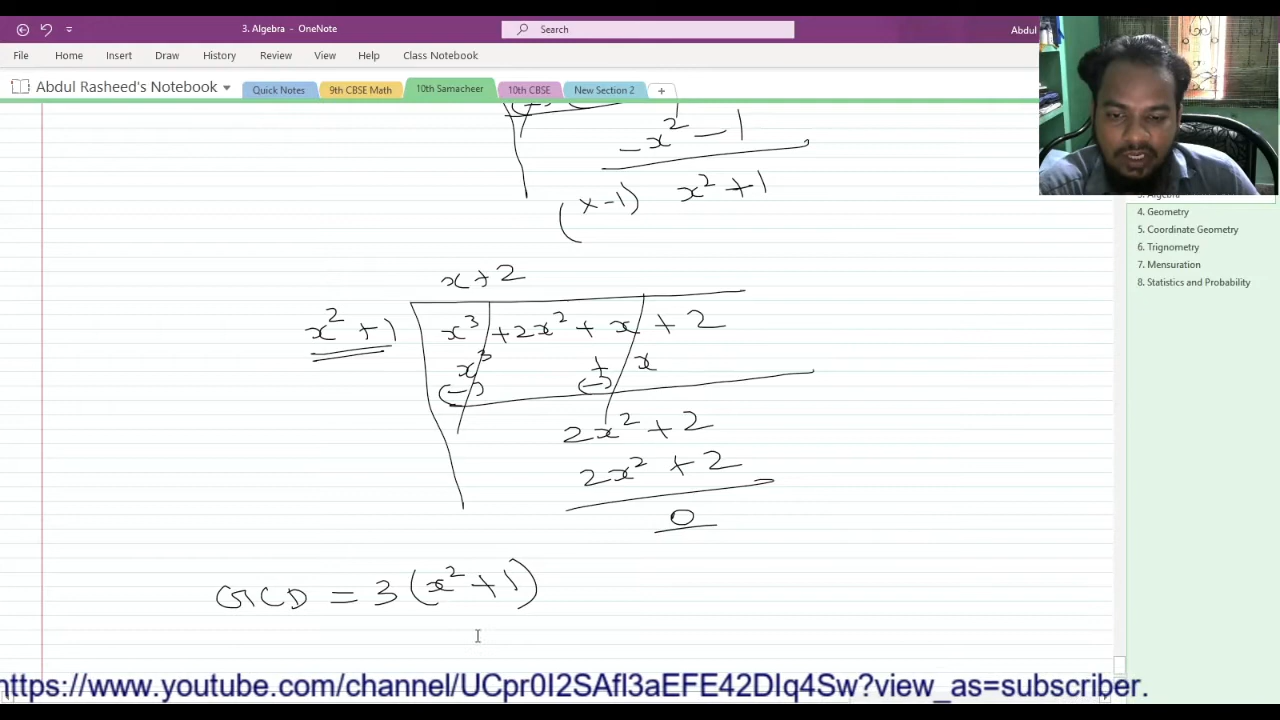 3. Algebra - OneNote
Search
Abdul
File Home Insert Draw History Review View Help Class Notebook
Abdul Rasheed's Notebook
Quick Notes
9th CBSE Math
10th Samacheer
10th CBSE
New Section 2
3. Algebra
4. Geometry
5. Coordinate Geometry
6. Trignometry
7. Mensuration
8. Statistics and Probability
-x² - 1
(x-1) x² + 1
x + 2
x² + 1 x³ + 2x² + x + 2
x³ + x
(-) (-)
2x² + 2
2x² + 2
0
GCD = 3(x² + 1)
https://www.youtube.com/channel/UCpr0I2SAfl3aEFE42DIq4Sw?view_as=subscriber.